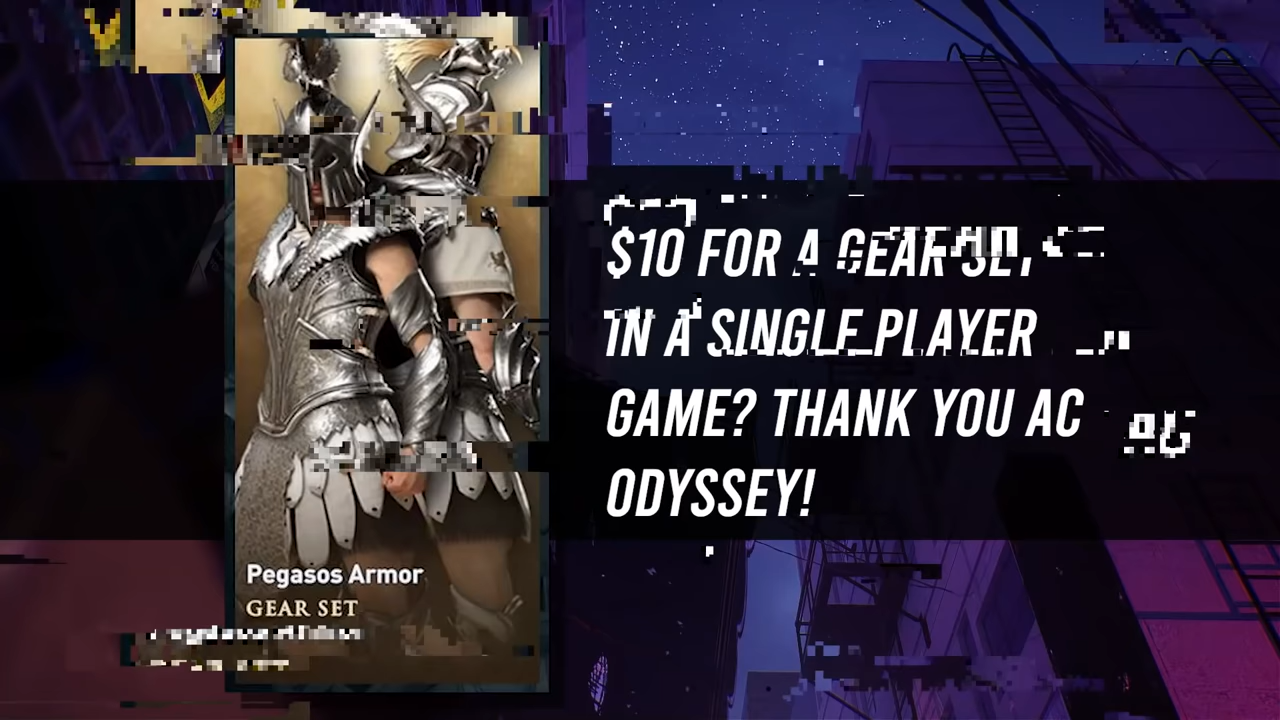 $10 FOR A GEAR SET
IN A SINGLE PLAYER
GAME? THANK YOU AC
ODYSSEY!
Pegasos Armor
GEAR SET